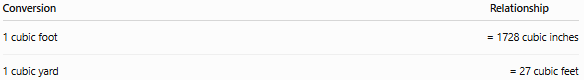 Conversion Relationship
1 cubic foot = 1728 cubic inches
1 cubic yard = 27 cubic feet